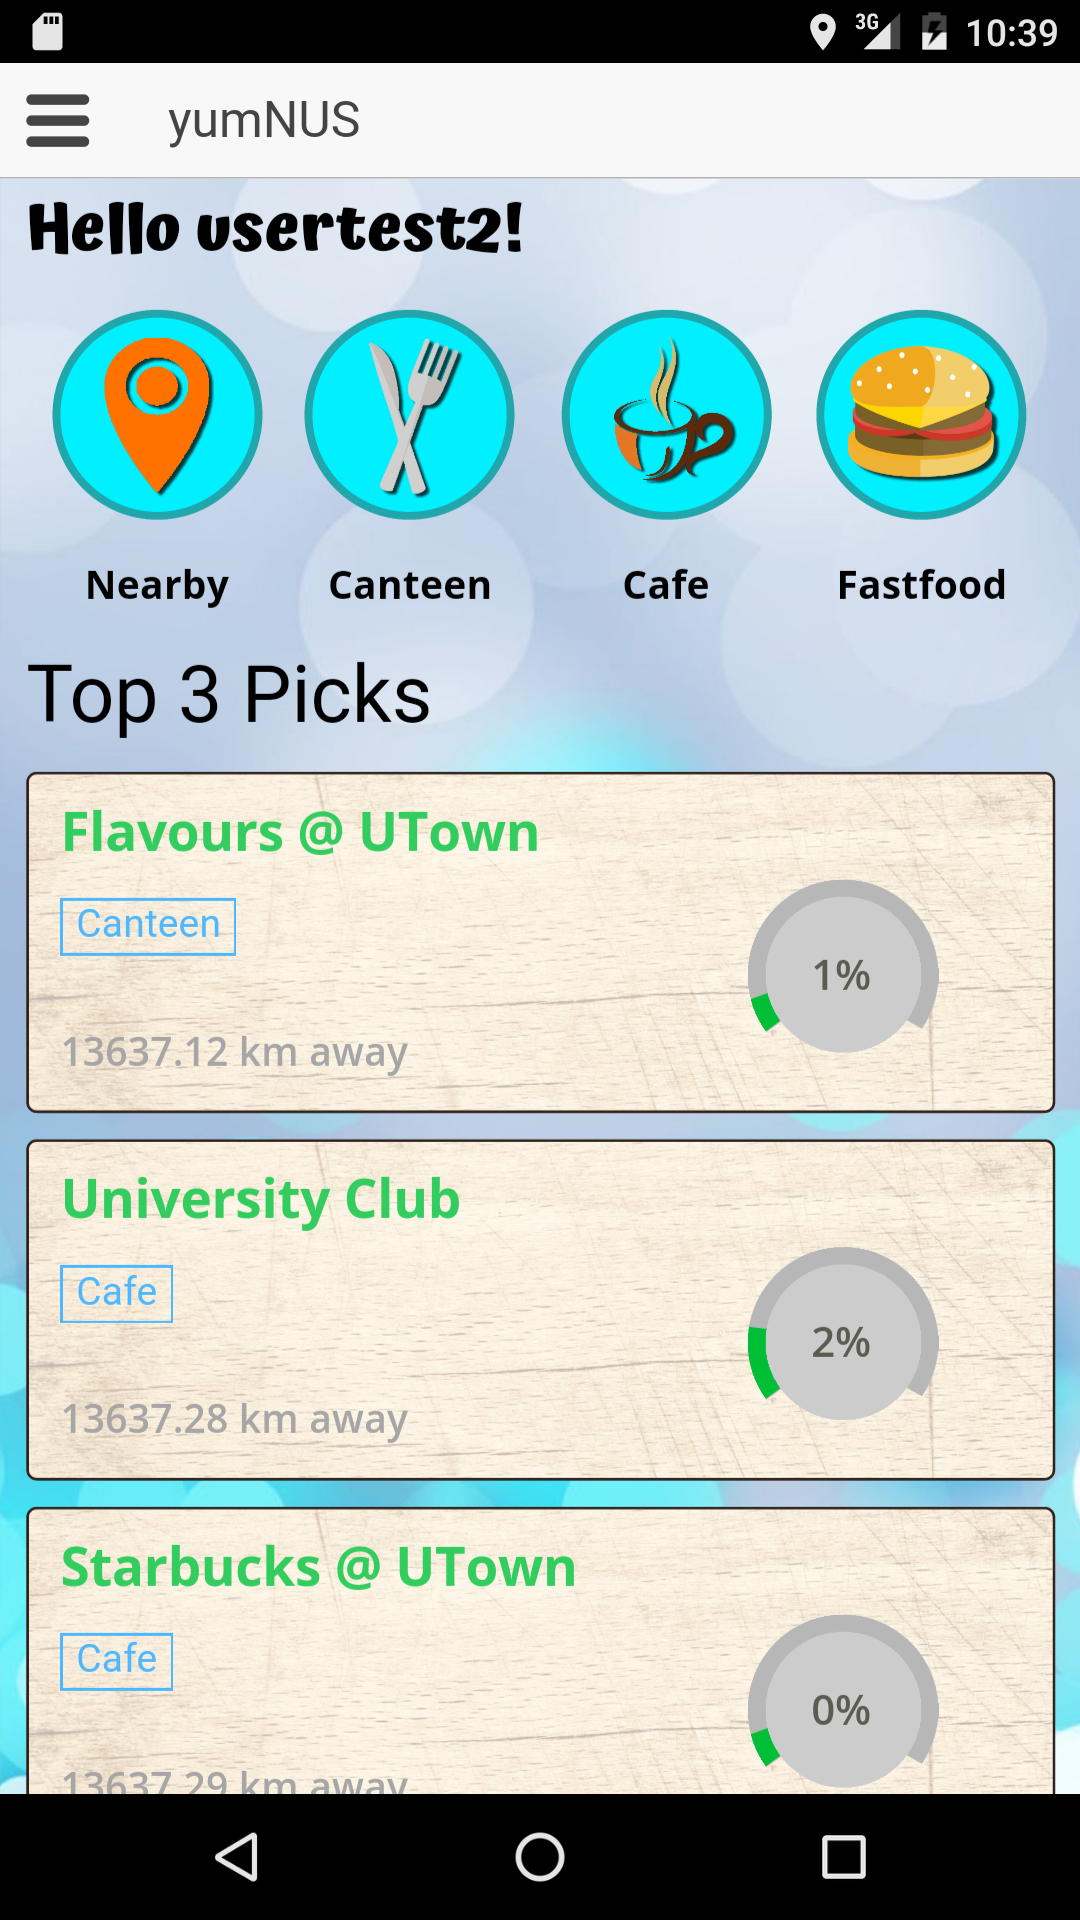 3G 10:39
yumNUS
Hello usertest2!
Nearby Canteen Cafe Fastfood
Top 3 Picks
Flavours @ UTown
Canteen
1%
13637.12 km away
University Club
Cafe
2%
13637.28 km away
Starbucks @ UTown
Cafe
0%
13637.29 km away